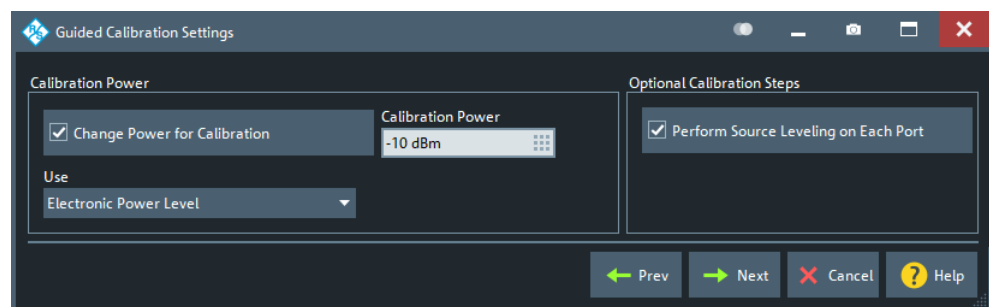 Guided Calibration Settings
Calibration Power
Change Power for Calibration
Calibration Power
-10 dBm
Use
Electronic Power Level
Optional Calibration Steps
Perform Source Leveling on Each Port
Prev
Next
Cancel
? Help